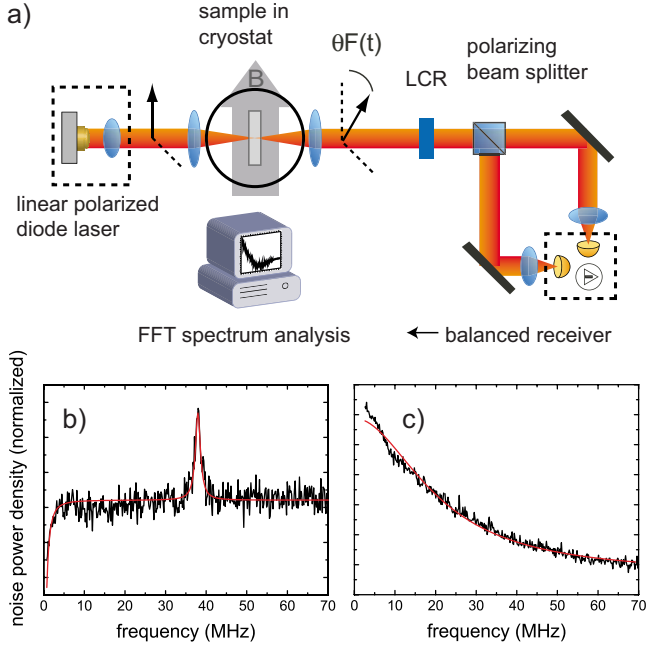 a)
sample in
cryostat
θF(t)
LCR
polarizing
beam splitter
B
linear polarized
diode laser
FFT spectrum analysis
balanced receiver
noise power density (normalized)
b)
0 10 20 30 40 50 60 70
frequency (MHz)
c)
0 10 20 30 40 50 60 70
frequency (MHz)